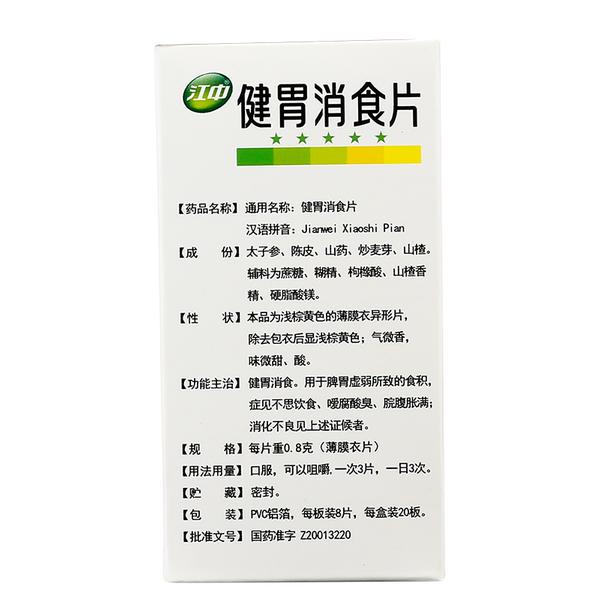 江中®
健胃消食片
【药品名称】通用名称：健胃消食片
汉语拼音：Jianwei Xiaoshi Pian
【成 份】太子参、陈皮、山药、炒麦芽、山楂。
辅料为蔗糖、糊精、枸橼酸、山楂香
精、硬脂酸镁。
【性 状】本品为浅棕黄色的薄膜衣异形片，
除去包衣后显浅棕黄色；气微香，
味微甜、酸。
【功能主治】健胃消食。用于脾胃虚弱所致的食积，
症见不思饮食、嗳腐酸臭、脘腹胀满；
消化不良见上述证候者。
【规 格】每片重0.8克（薄膜衣片）
【用法用量】口服，可以咀嚼.一次3片，一日3次。
【贮 藏】密封。
【包 装】PVC铝箔，每板装8片，每盒装20板。
【批准文号】国药准字 Z20013220